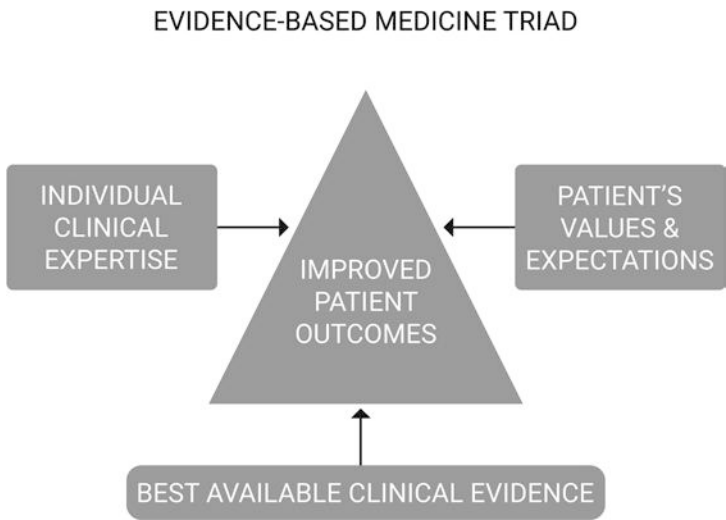 EVIDENCE-BASED MEDICINE TRIAD
INDIVIDUAL
CLINICAL
EXPERTISE
PATIENT'S
VALUES &
EXPECTATIONS
IMPROVED
PATIENT
OUTCOMES
BEST AVAILABLE CLINICAL EVIDENCE